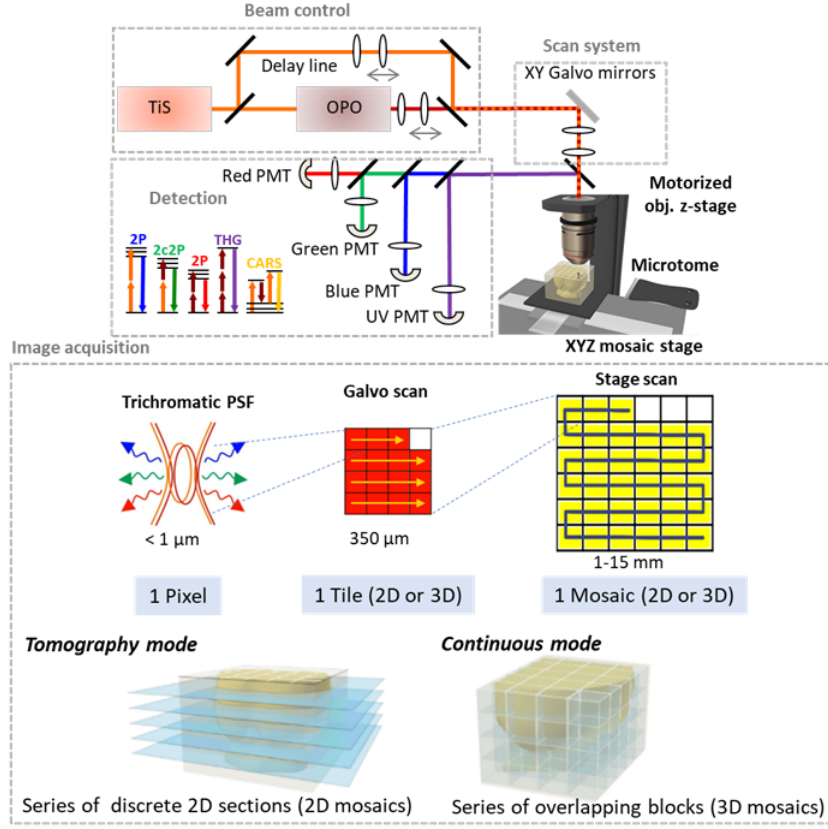 Beam control
Delay line
TiS
OPO
Scan system
XY Galvo mirrors
Detection
Red PMT
Green PMT
Blue PMT
UV PMT
2P
2c2P
2P
THG
CARS
Motorized
obj. z-stage
Microtome
XYZ mosaic stage
Image acquisition
Trichromatic PSF
< 1 µm
1 Pixel
Galvo scan
350 µm
1 Tile (2D or 3D)
Stage scan
1-15 mm
1 Mosaic (2D or 3D)
Tomography mode
Series of discrete 2D sections (2D mosaics)
Continuous mode
Series of overlapping blocks (3D mosaics)